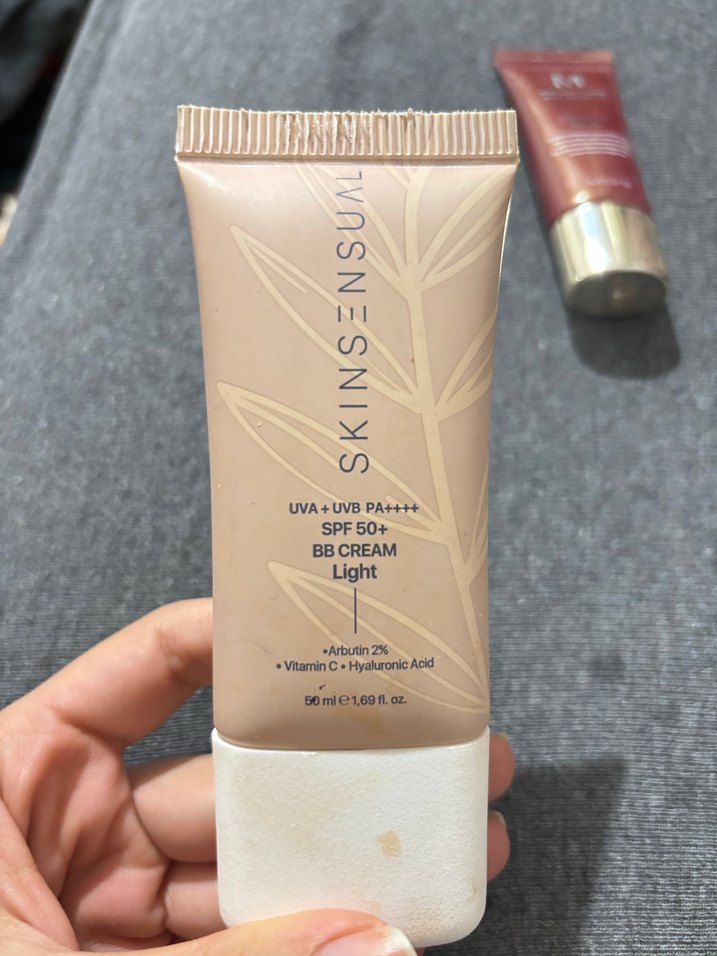 SKINSENSUAL
UVA + UVB PA++++
SPF 50+
BB CREAM
Light
•Arbutin 2%
• Vitamin C • Hyaluronic Acid
50 ml ℮ 1,69 fl. oz.
M